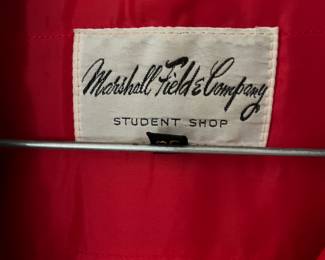 Marshall Field & Company
STUDENT SHOP